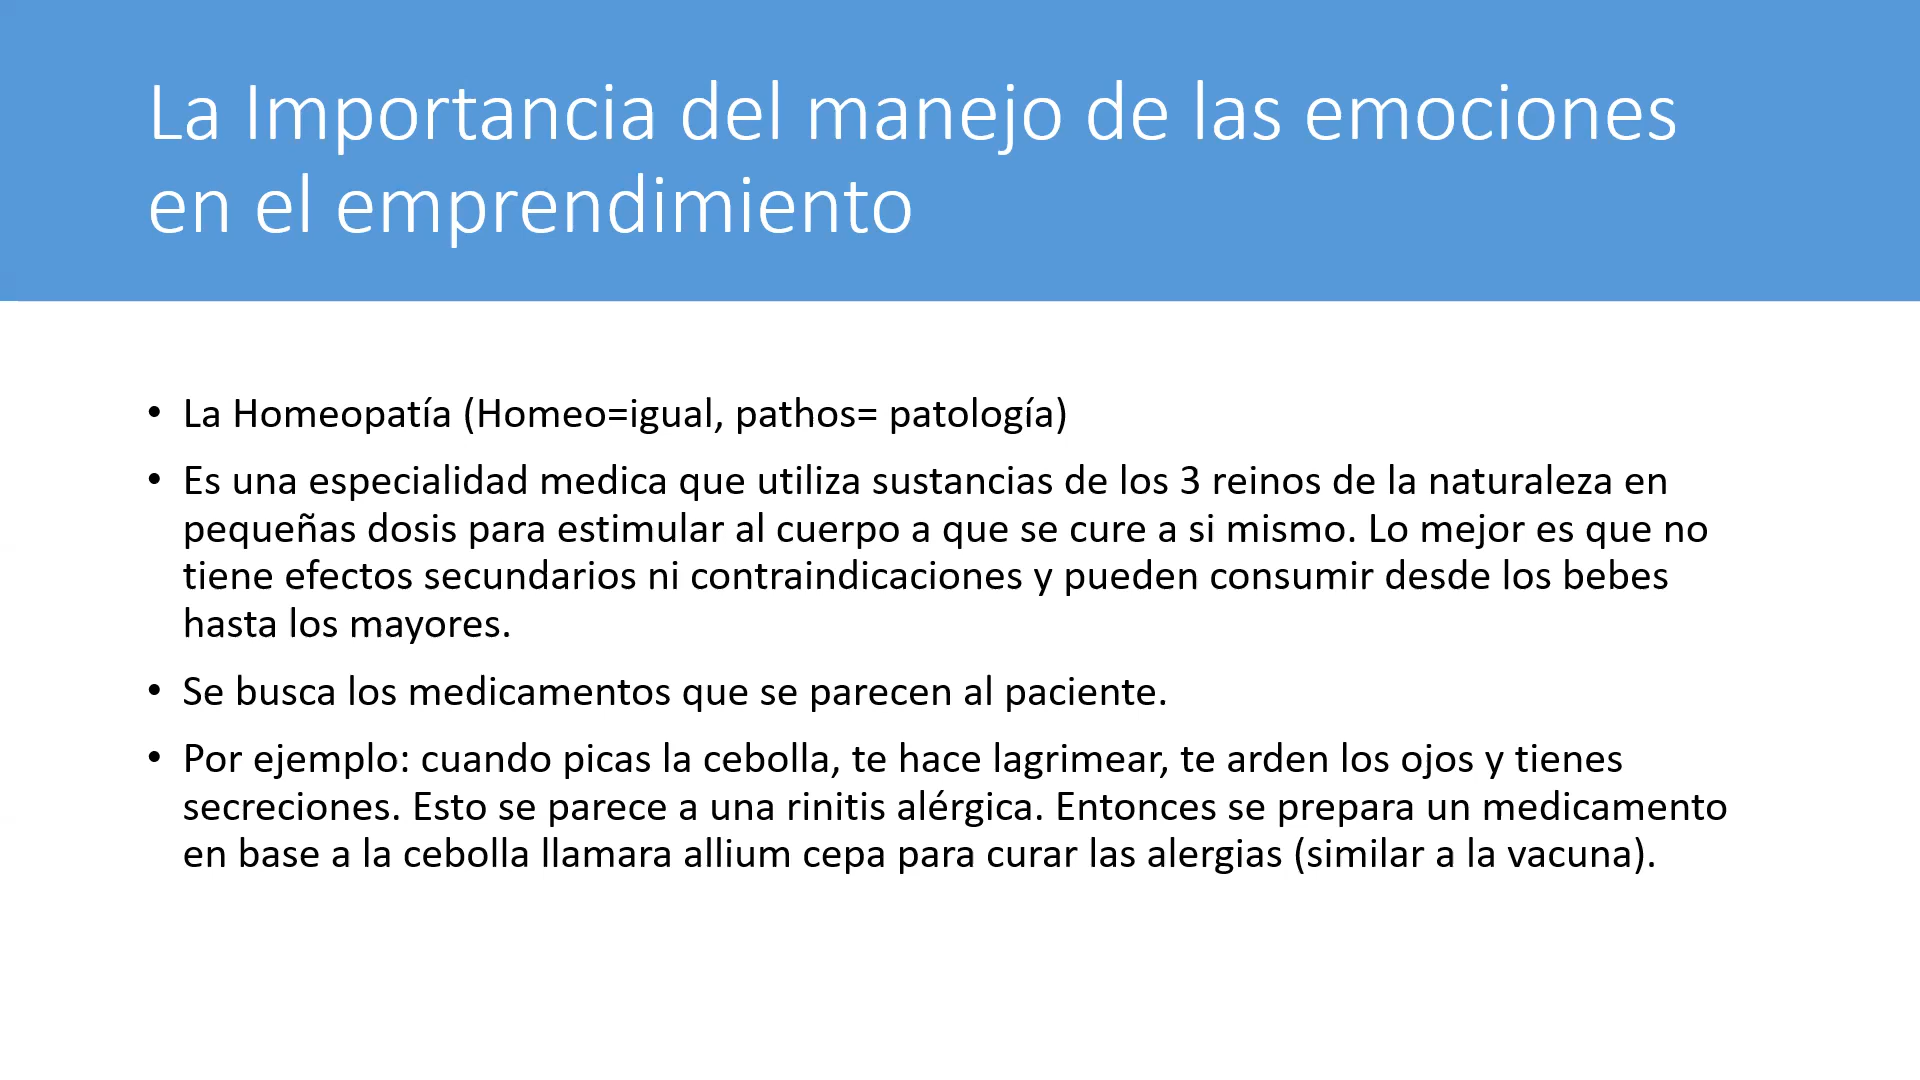 La Importancia del manejo de las emociones
en el emprendimiento
• La Homeopatía (Homeo=igual, pathos= patología)
• Es una especialidad medica que utiliza sustancias de los 3 reinos de la naturaleza en
pequeñas dosis para estimular al cuerpo a que se cure a si mismo. Lo mejor es que no
tiene efectos secundarios ni contraindicaciones y pueden consumir desde los bebes
hasta los mayores.
• Se busca los medicamentos que se parecen al paciente.
• Por ejemplo: cuando picas la cebolla, te hace lagrimear, te arden los ojos y tienes
secreciones. Esto se parece a una rinitis alérgica. Entonces se prepara un medicamento
en base a la cebolla llamara allium cepa para curar las alergias (similar a la vacuna).